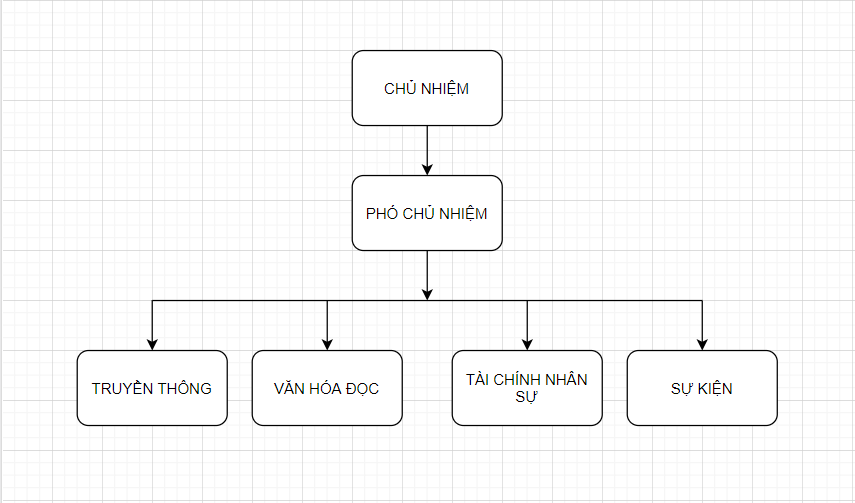 CHỦ NHIỆM
PHÓ CHỦ NHIỆM
TRUYỀN THÔNG
VĂN HÓA ĐỌC
TÀI CHÍNH NHÂN
SỰ
SỰ KIỆN